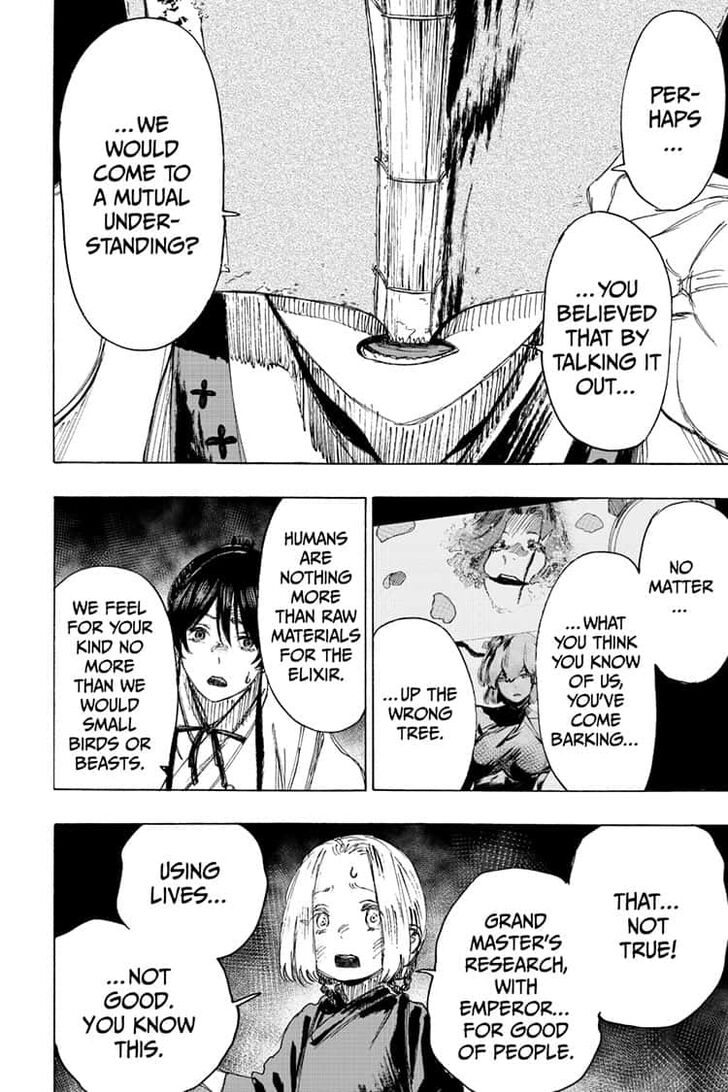 PER-
HAPS
...
...YOU
BELIEVED
THAT BY
TALKING IT
OUT...
...WE
WOULD
COME TO
A MUTUAL
UNDER-
STANDING?
NO
MATTER
...
...WHAT
YOU THINK
YOU KNOW
OF US,
YOU'VE
COME
BARKING...
...UP THE
WRONG
TREE.
HUMANS
ARE
NOTHING
MORE
THAN RAW
MATERIALS
FOR THE
ELIXIR.
WE FEEL
FOR YOUR
KIND NO
MORE
THAN WE
WOULD
SMALL
BIRDS OR
BEASTS.
THAT...
NOT
TRUE!
GRAND
MASTER'S
RESEARCH,
WITH
EMPEROR...
FOR GOOD
OF PEOPLE.
USING
LIVES...
...NOT
GOOD.
YOU KNOW
THIS.